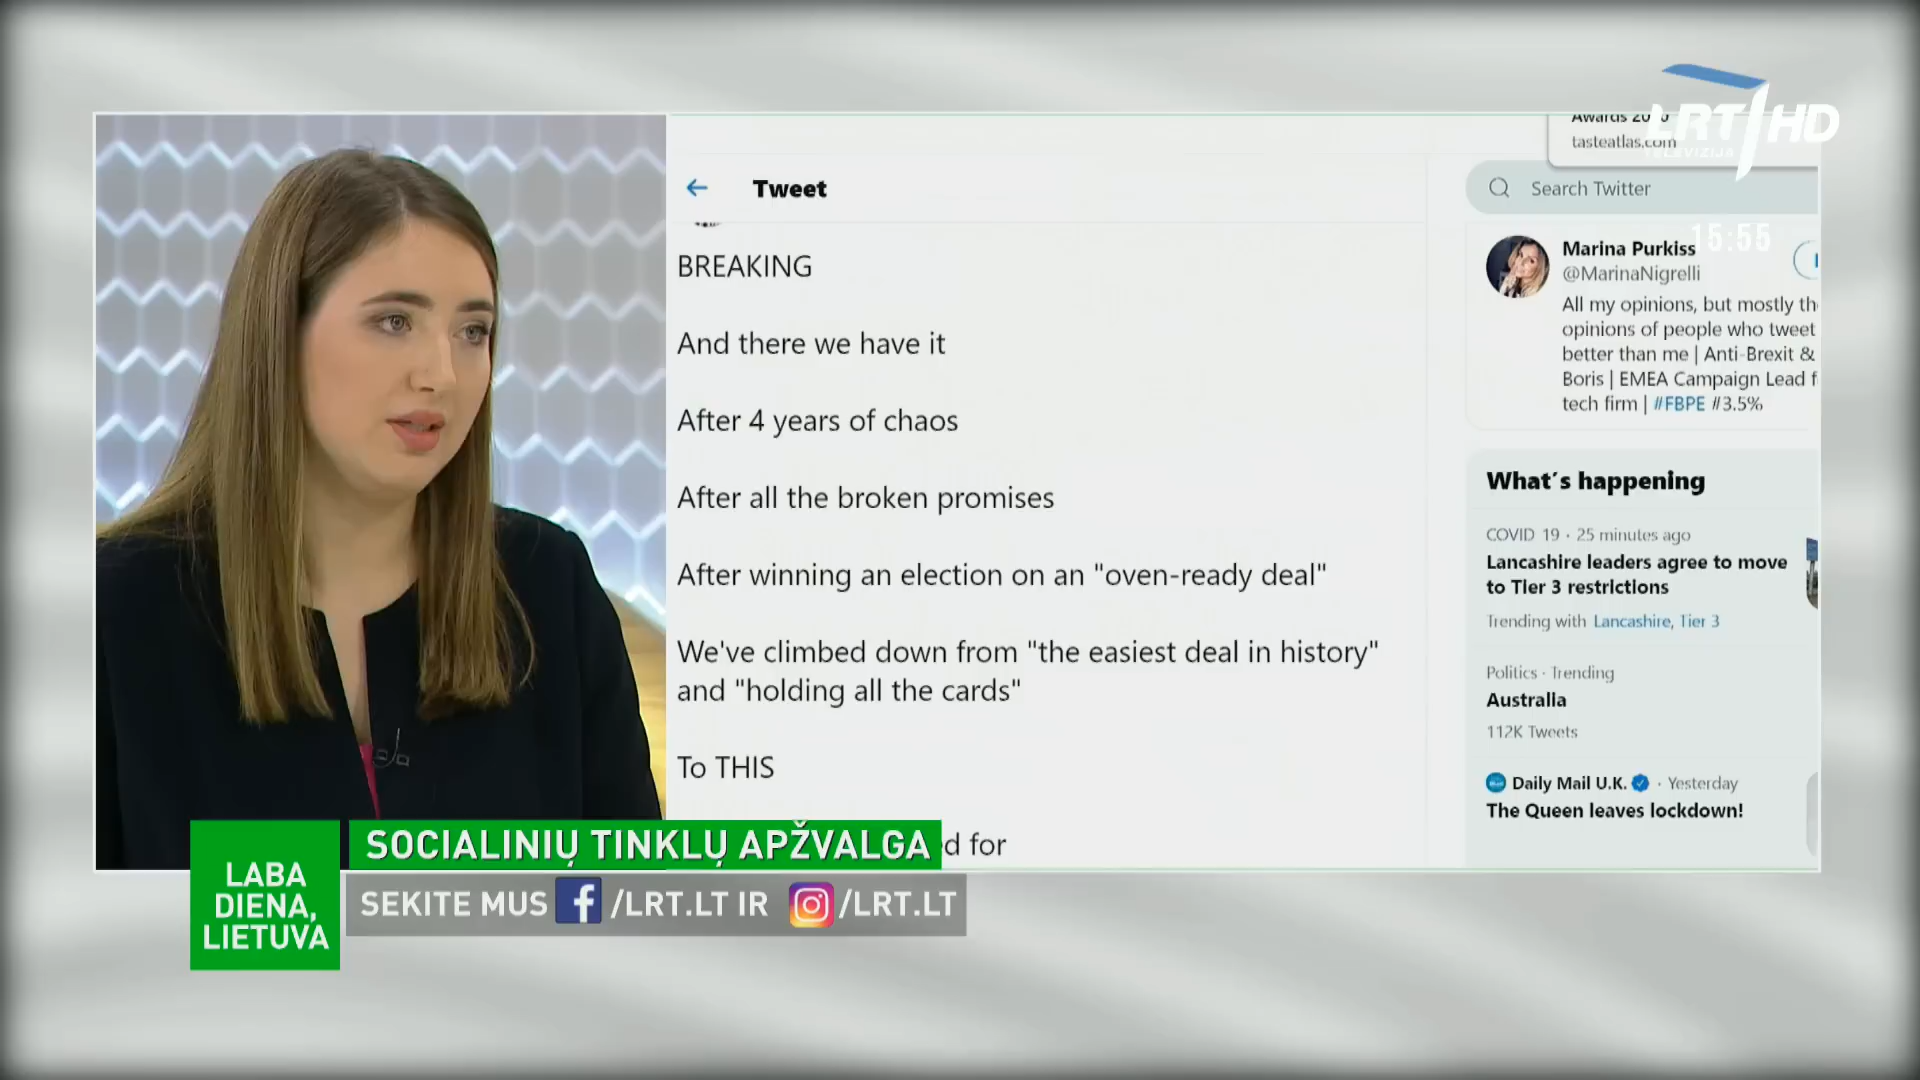 Awards 2020
tasteatlas.com
LRT HD
TELEVIZIJA
Tweet
Search Twitter
15:55
BREAKING
And there we have it
After 4 years of chaos
After all the broken promises
After winning an election on an "oven-ready deal"
We've climbed down from "the easiest deal in history"
and "holding all the cards"
To THIS
d for
Marina Purkiss
@MarinaNigrelli
All my opinions, but mostly th
opinions of people who tweet
better than me | Anti-Brexit &
Boris | EMEA Campaign Lead f
tech firm | #FBPE #3.5%
What's happening
COVID 19 · 25 minutes ago
Lancashire leaders agree to move
to Tier 3 restrictions
Trending with Lancashire, Tier 3
Politics · Trending
Australia
112K Tweets
Daily Mail U.K. · Yesterday
The Queen leaves lockdown!
LABA
DIENA,
LIETUVA
SOCIALINIŲ TINKLŲ APŽVALGA
SEKITE MUS f /LRT.LT IR /LRT.LT